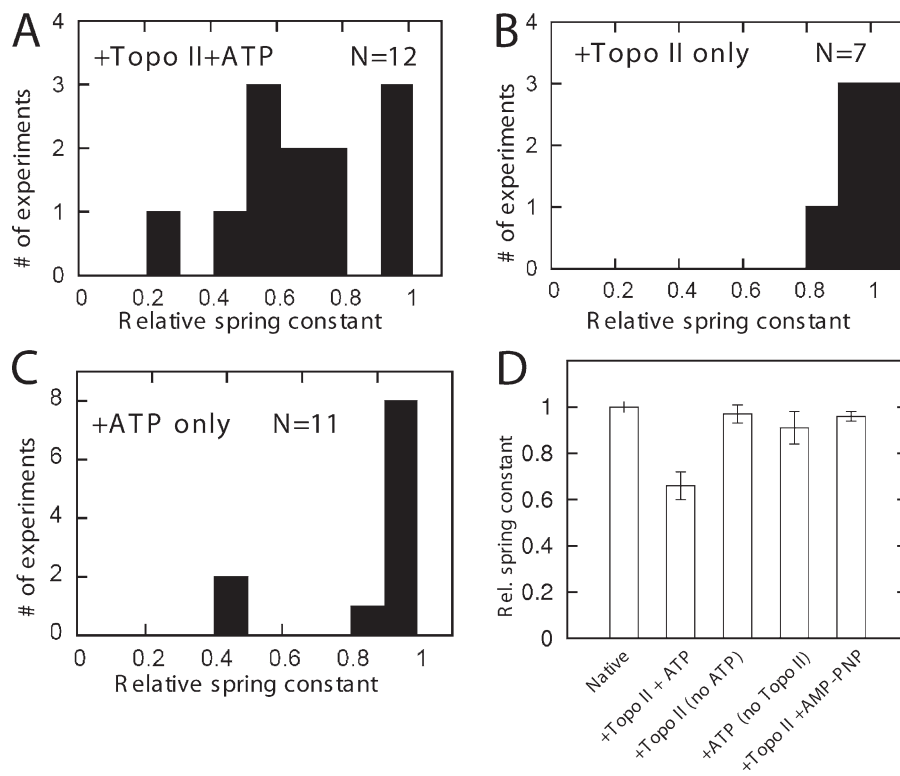 A
+Topo II+ATP N=12
4
3
2
1
0
# of experiments
0 0.2 0.4 0.6 0.8 1
Relative spring constant
B
+Topo II only N=7
4
3
2
1
0
# of experiments
0 0.2 0.4 0.6 0.8 1
Relative spring constant
C
+ATP only N=11
8
6
4
2
0
# of experiments
0 0.2 0.4 0.6 0.8 1
Relative spring constant
D
1
0.8
0.6
0.4
0.2
0
Rel. spring constant
Native
+Topo II + ATP
+Topo II (no ATP)
+ATP (no Topo II)
+Topo II +AMP-PNP